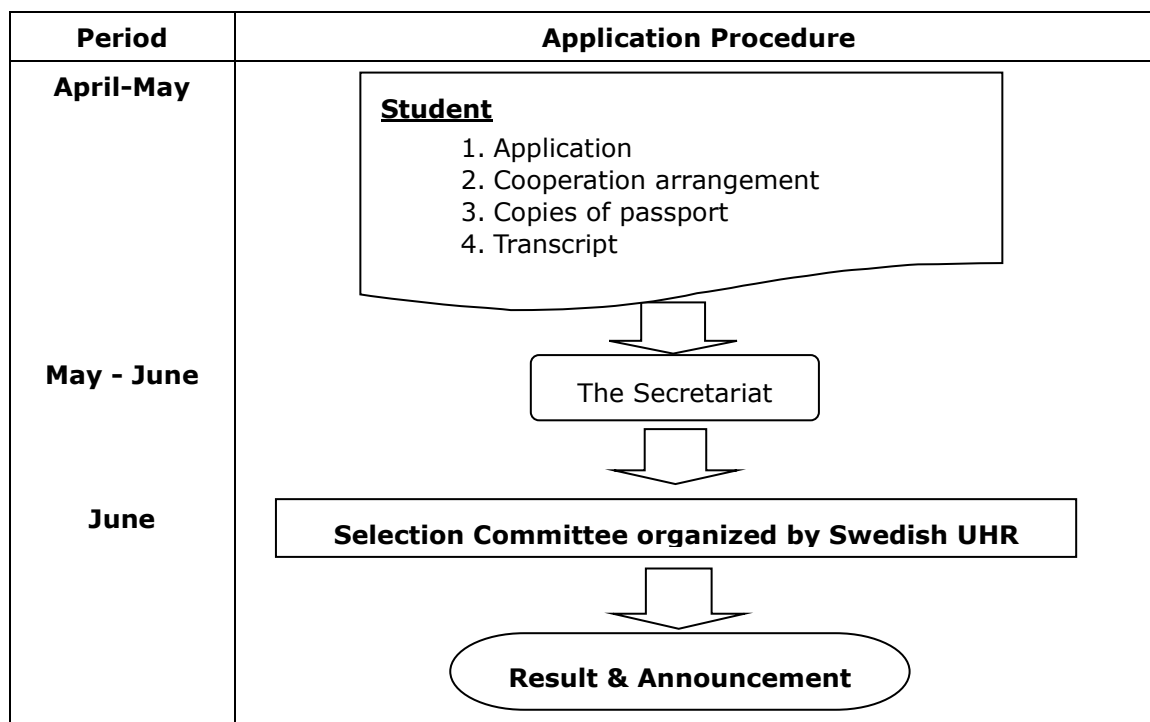 Period
Application Procedure
April-May
Student
1. Application
2. Cooperation arrangement
3. Copies of passport
4. Transcript
May - June
The Secretariat
June
Selection Committee organized by Swedish UHR
Result & Announcement